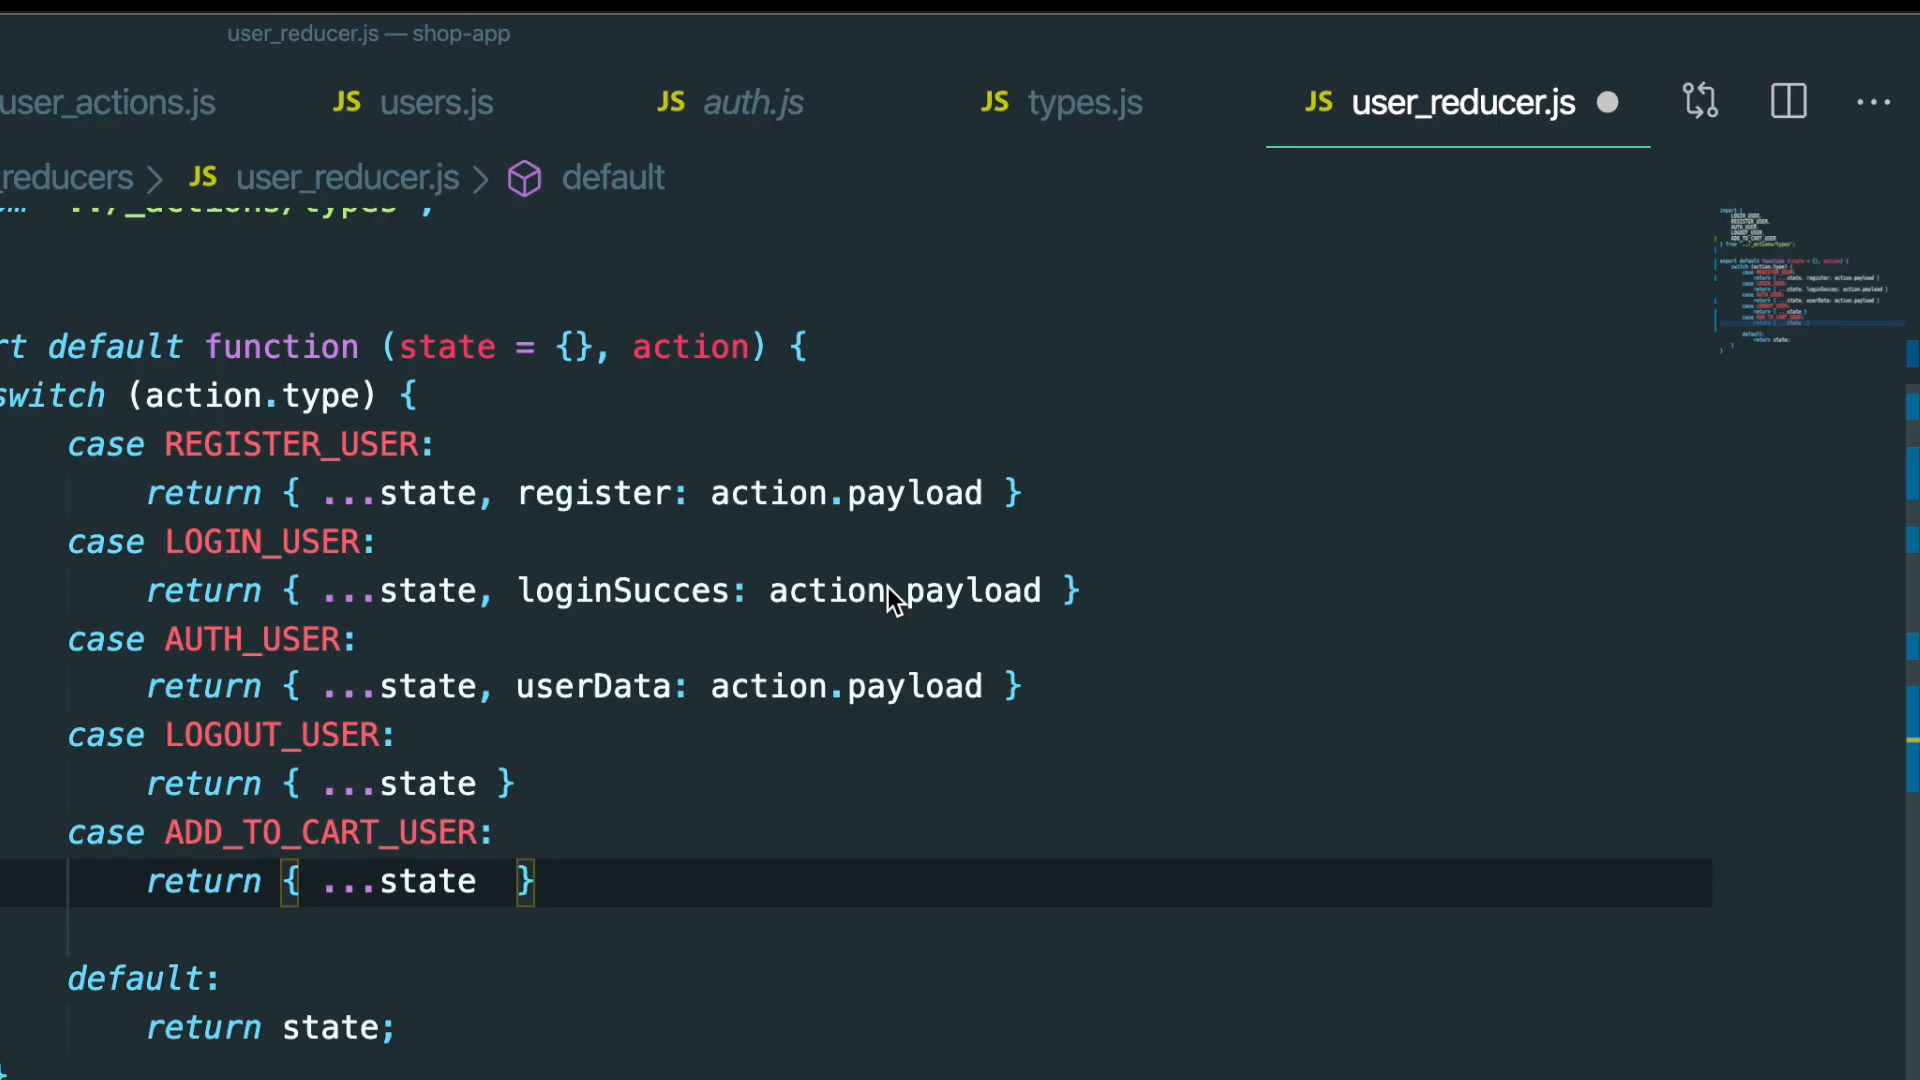 user_reducer.js — shop-app
user_actions.js JS users.js JS auth.js JS types.js JS user_reducer.js
reducers > JS user_reducer.js > default
default function (state = {}, action) {
switch (action.type) {
case REGISTER_USER:
return { ...state, register: action.payload }
case LOGIN_USER:
return { ...state, loginSucces: action.payload }
case AUTH_USER:
return { ...state, userData: action.payload }
case LOGOUT_USER:
return { ...state }
case ADD_TO_CART_USER:
return { ...state }
default:
return state;